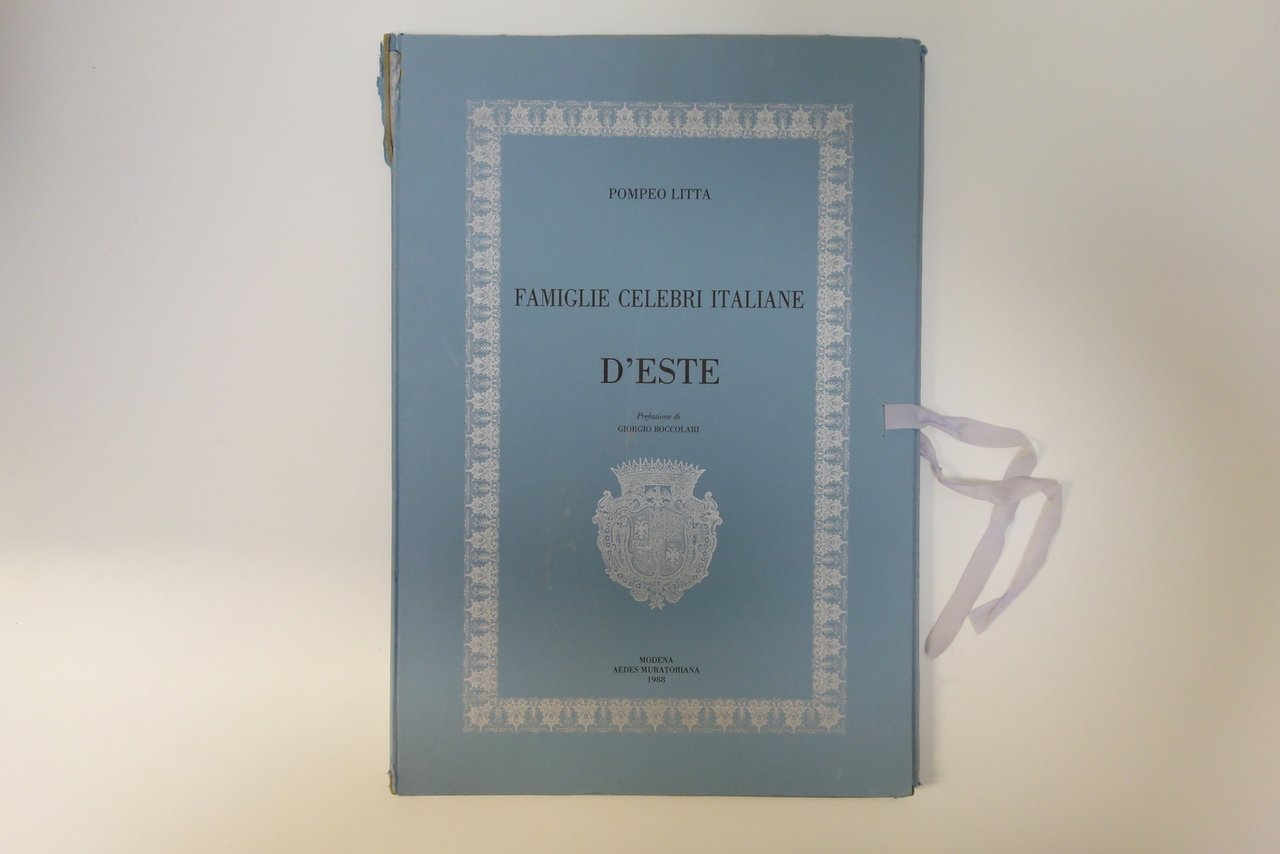 POMPEO LITTA
FAMIGLIE CELEBRI ITALIANE
D'ESTE
Prefazione di
GIORGIO BOCCOLARI
MODENA
AEDES MURATORIANA
1988